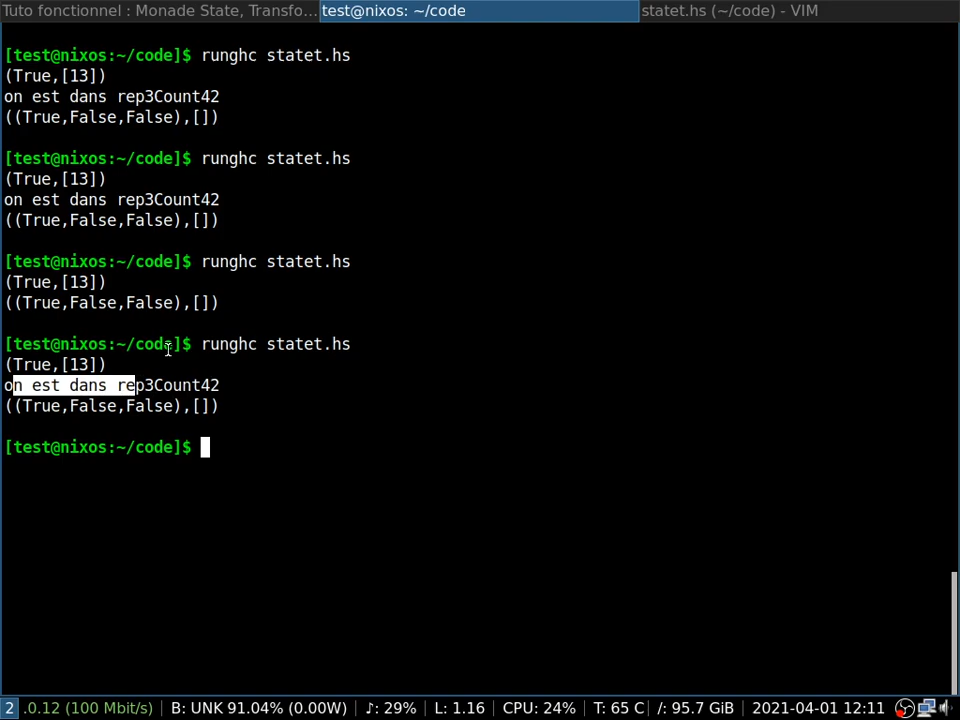 Tuto fonctionnel : Monade State, Transfo... test@nixos: ~/code statet.hs (~/code) - VIM
[test@nixos:~/code]$ runghc statet.hs
(True,[13])
on est dans rep3Count42
((True,False,False),[])
[test@nixos:~/code]$ runghc statet.hs
(True,[13])
on est dans rep3Count42
((True,False,False),[])
[test@nixos:~/code]$ runghc statet.hs
(True,[13])
((True,False,False),[])
[test@nixos:~/code]$ runghc statet.hs
(True,[13])
on est dans rep3Count42
((True,False,False),[])
[test@nixos:~/code]$
2 .0.12 (100 Mbit/s) B: UNK 91.04% (0.00W) ♪: 29% L: 1.16 CPU: 24% T: 65 C /: 95.7 GiB 2021-04-01 12:11